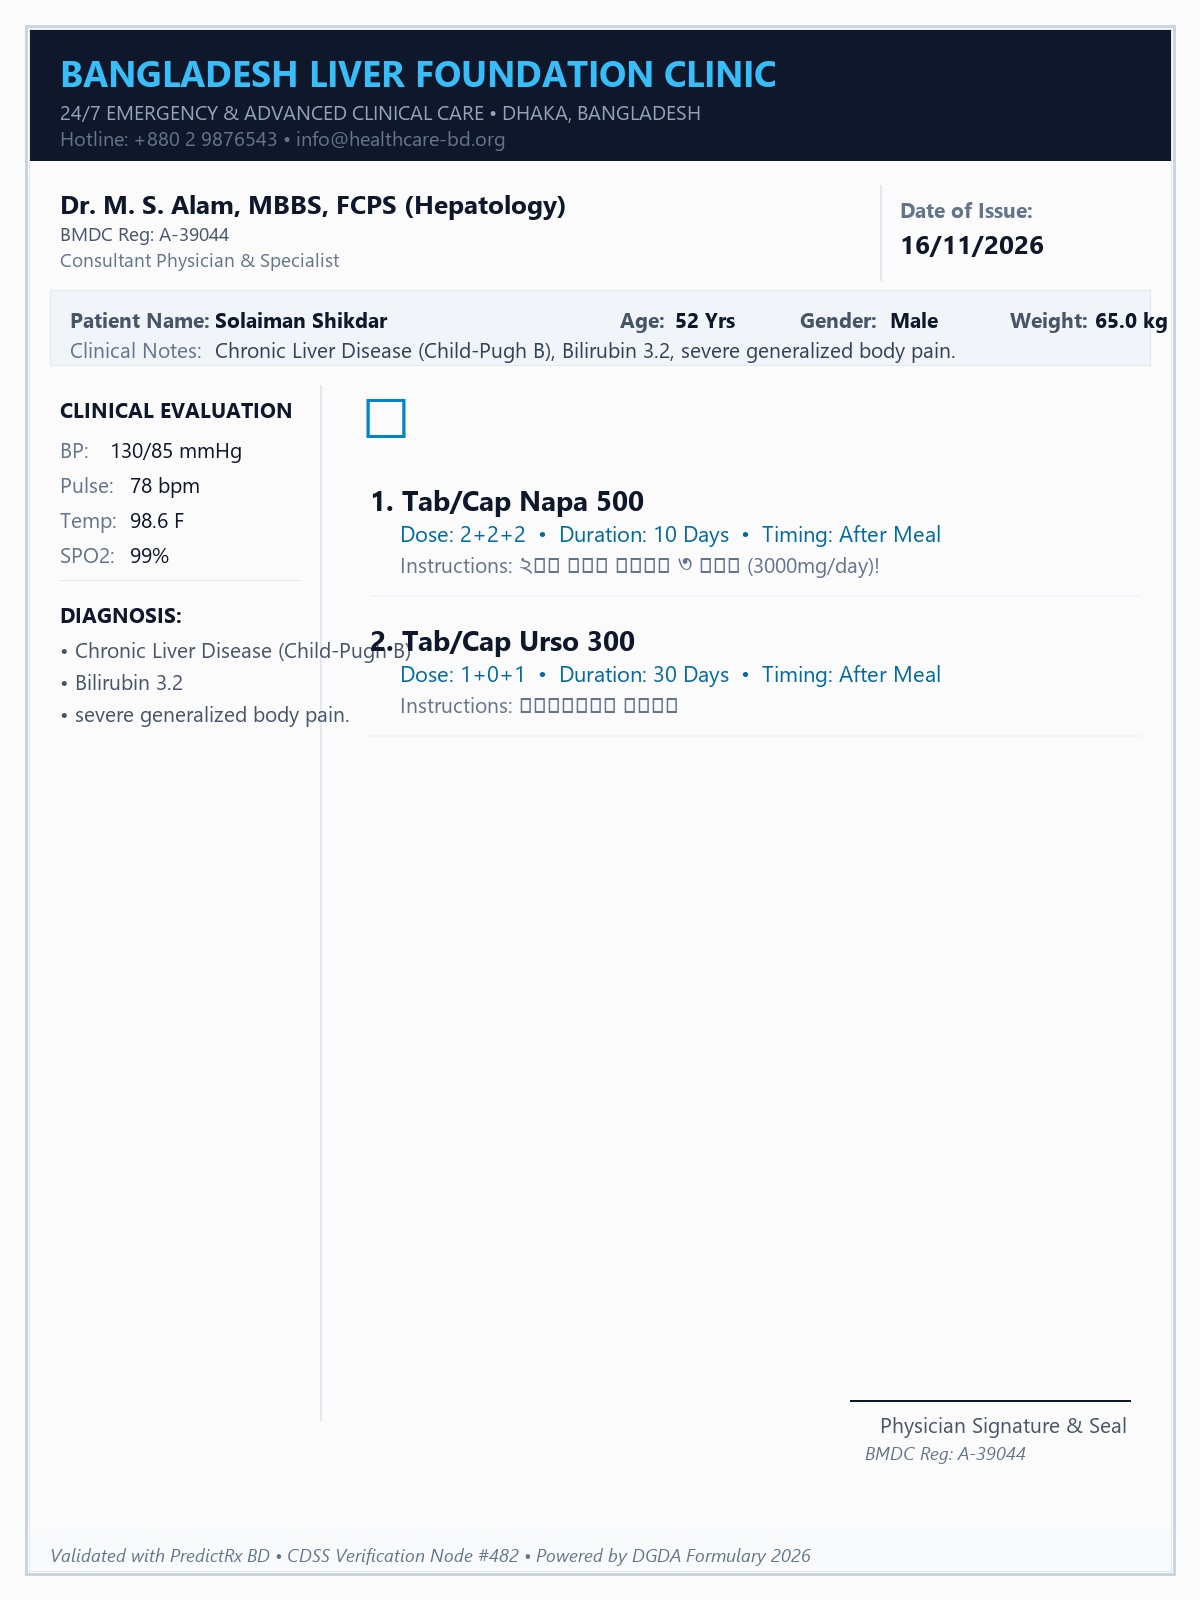 BANGLADESH LIVER FOUNDATION CLINIC
24/7 EMERGENCY & ADVANCED CLINICAL CARE • DHAKA, BANGLADESH
Hotline: +880 2 9876543 • info@healthcare-bd.org
Dr. M. S. Alam, MBBS, FCPS (Hepatology)
BMDC Reg: A-39044
Consultant Physician & Specialist
Date of Issue:
16/11/2026
Patient Name: Solaiman Shikdar Age: 52 Yrs Gender: Male Weight: 65.0 kg
Clinical Notes: Chronic Liver Disease (Child-Pugh B), Bilirubin 3.2, severe generalized body pain.
CLINICAL EVALUATION
BP: 130/85 mmHg
Pulse: 78 bpm
Temp: 98.6 F
SPO2: 99%
DIAGNOSIS:
• Chronic Liver Disease (Child-Pugh B)
• Bilirubin 3.2
• severe generalized body pain.
1. Tab/Cap Napa 500
Dose: 2+2+2 • Duration: 10 Days • Timing: After Meal
Instructions: (3000mg/day)!
2. Tab/Cap Urso 300
Dose: 1+0+1 • Duration: 30 Days • Timing: After Meal
Instructions:
Physician Signature & Seal
BMDC Reg: A-39044
Validated with PredictRx BD • CDSS Verification Node #482 • Powered by DGDA Formulary 2026